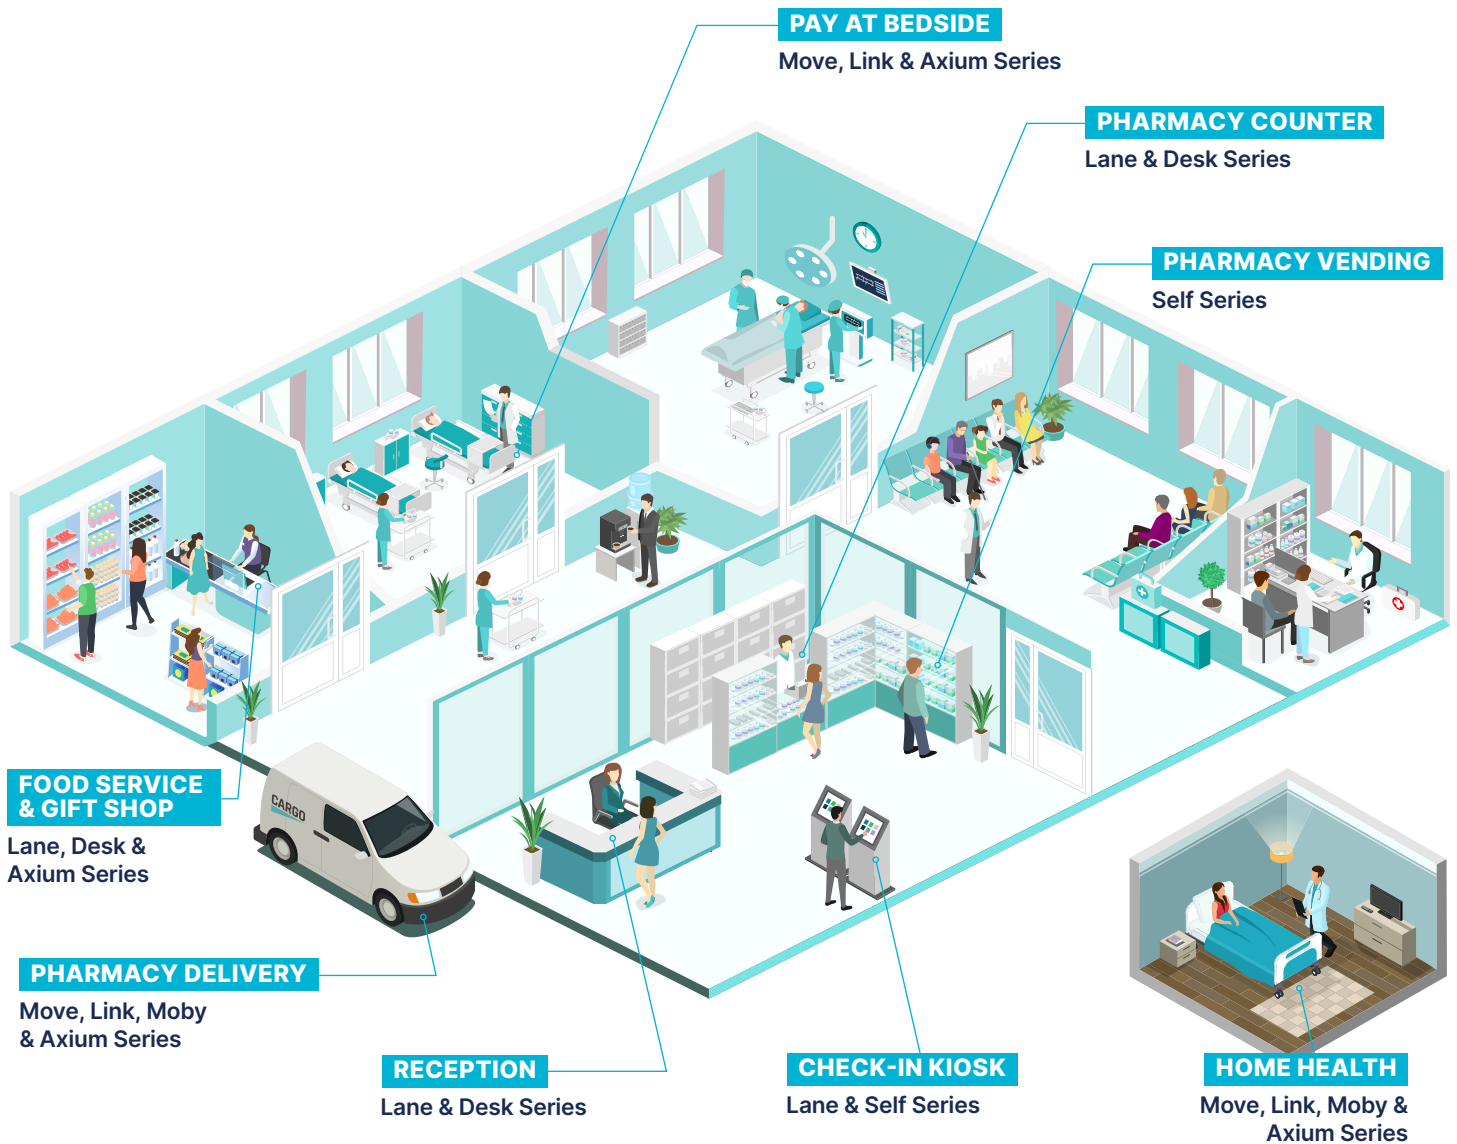 PAY AT BEDSIDE
Move, Link & Axium Series
PHARMACY COUNTER
Lane & Desk Series
PHARMACY VENDING
Self Series
FOOD SERVICE
& GIFT SHOP
Lane, Desk &
Axium Series
CARGO
PHARMACY DELIVERY
Move, Link, Moby
& Axium Series
RECEPTION
Lane & Desk Series
CHECK-IN KIOSK
Lane & Self Series
HOME HEALTH
Move, Link, Moby &
Axium Series